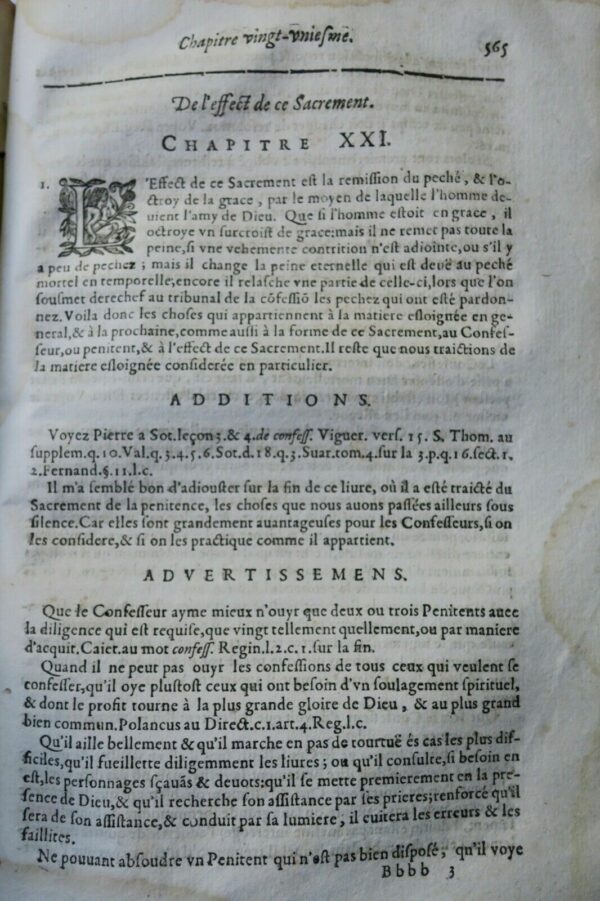 Chapitre vingt-vniesme.
565
De l'effect de ce Sacrement.
CHAPITRE XXI.
1. L'Effect de ce Sacrement est la remission du peché, & l'o-
ctroy de la grace, par le moyen de laquelle l'homme de-
uient l'amy de Dieu. Que si l'homme estoit en grace, il
octroye vn surcroist de grace: mais il ne remet pas toute la
peine, si vne vehemente contrition n'est adiointe, ou s'il y
a peu de pechez; mais il change la peine eternelle qui est deuë au peché
mortel en temporelle, encore il relasche vne partie de celle-ci, lors que l'on
sousmet derechef au tribunal de la cõfessiõ les pechez qui ont esté pardon-
nez. Voila donc les choses qui appartiennent à la matiere esloignée en ge-
neral, & à la prochaine, comme aussi à la forme de ce Sacrement, au Confes-
seur, ou penitent, & à l'effect de ce Sacrement. Il reste que nous traictions de
la matiere esloignée considerée en particulier.
ADDITIONS.
Voyez Pierre a Sot. leçon 3. & 4. de confess. Viguer. vers. 15. S. Thom. au
supplem. q. 10. Val. q. 3. 4. 5. 6. Sot. d. 18. q. 3. Suar. tom. 4. sur la 3. p. q. 16. sect. 1.
2. Fernand. §. 11. l. c.
Il m'a semblé bon d'adiouster sur la fin de ce liure, où il a esté traicté du
Sacrement de la penitence, les choses que nous auons passées ailleurs sous
silence. Car elles sont grandement auantageuses pour les Confesseurs, si on
les considere, & si on les practique comme il appartient.
ADVERTISSEMENS.
Que le Confesseur ayme mieux n'ouyr que deux ou trois Penitents auec
la diligence qui est requise, que vingt tellement quellement, ou par maniere
d'acquit. Caiet. au mot confess. Regin. l. 2. c. 1. sur la fin.
Quand il ne peut pas ouyr les confessions de tous ceux qui veulent se
confesser, qu'il oye plustost ceux qui ont besoin d'vn soulagement spirituel,
& dont le profit tourne à la plus grande gloire de Dieu, & au plus grand
bien commun. Polancus au Direct. c. 1. art. 4. Reg. l. c.
Qu'il aille bellement & qu'il marche en pas de tourtuë és cas les plus dif-
ficiles, qu'il fueillette diligemment les liures; ou qu'il consulte, si besoin en
est, les personnages sçauãs & deuots: qu'il se mette premierement en la pre-
sence de Dieu, & qu'il recherche son assistance par ses prieres; renforcé qu'il
sera de son assistance, & conduit par sa lumiere, il euitera les erreurs & les
faillites.
Ne pouuant absoudre vn Penitent qui n'est pas bien disposé, qu'il voye
Bbbb 3